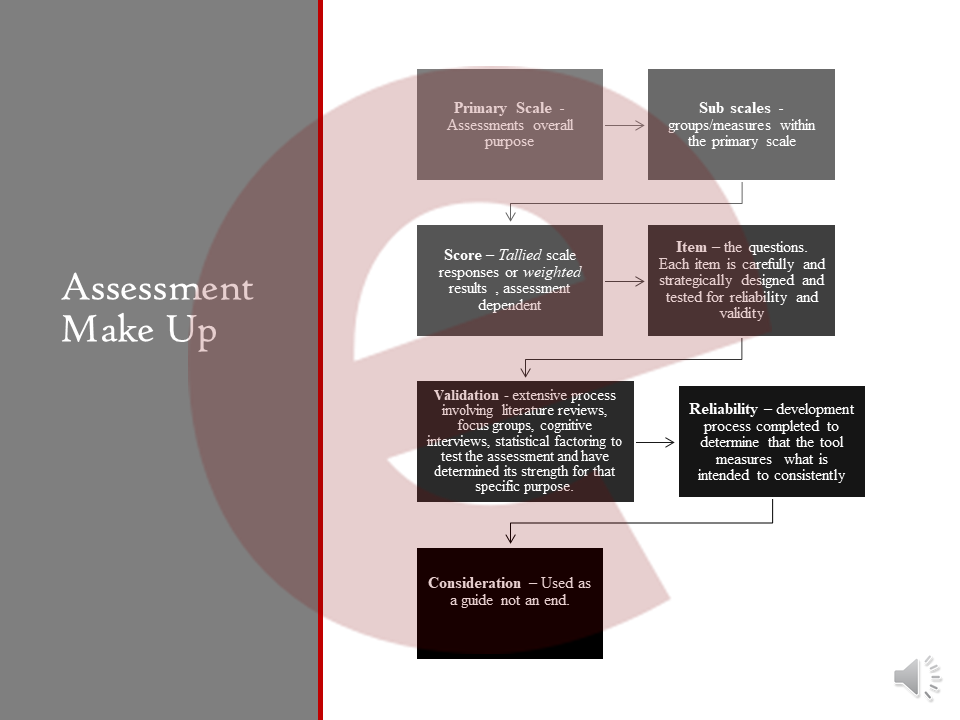 Assessment
Make Up
Primary Scale -
Assessments overall
purpose
Sub scales -
groups/measures within
the primary scale
Score – Tallied scale
responses or weighted
results , assessment
dependent
Item – the questions.
Each item is carefully and
strategically designed and
tested for reliability and
validity
Validation - extensive process
involving literature reviews,
focus groups, cognitive
interviews, statistical factoring to
test the assessment and have
determined its strength for that
specific purpose.
Reliability – development
process completed to
determine that the tool
measures what is
intended to consistently
Consideration – Used as
a guide not an end.
e